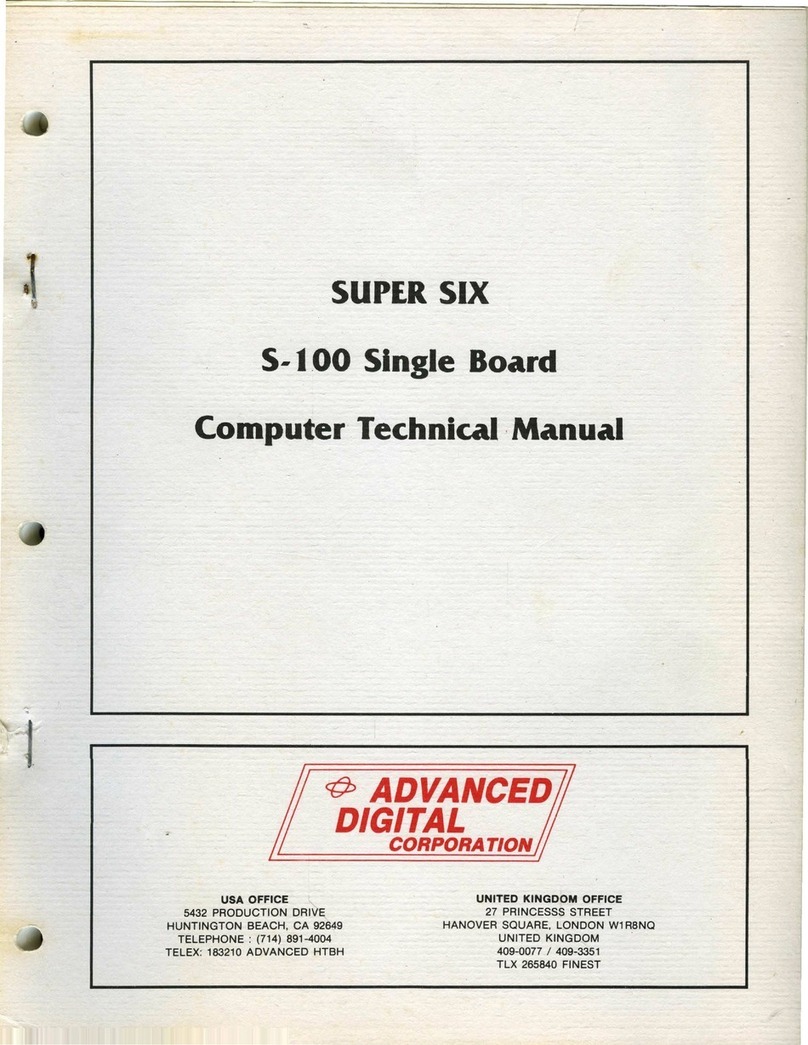 SUPER SIX
S-100 Single Board
Computer Technical Manual
ADVANCED
DIGITAL
CORPORATION
USA OFFICE
5432 PRODUCTION DRIVE
HUNTINGTON BEACH, CA 92649
TELEPHONE : (714) 891-4004
TELEX: 183210 ADVANCED HTBH
UNITED KINGDOM OFFICE
27 PRINCESSS STREET
HANOVER SQUARE, LONDON W1R8NQ
UNITED KINGDOM
409-0077 / 409-3351
TLX 265840 FINEST